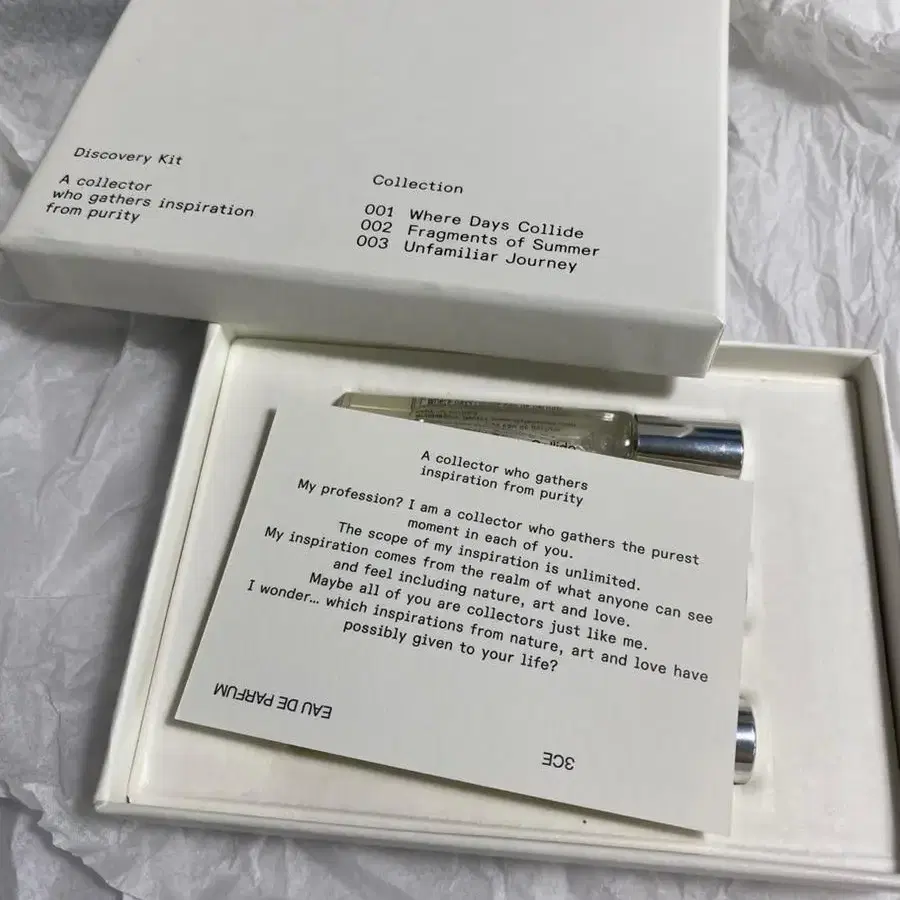 Discovery Kit
A collector
who gathers inspiration
from purity
Collection
001 Where Days Collide
002 Fragments of Summer
003 Unfamiliar Journey
A collector who gathers
inspiration from purity
My profession? I am a collector who gathers the purest
moment in each of you.
The scope of my inspiration is unlimited.
My inspiration comes from the realm of what anyone can see
and feel including nature, art and love.
Maybe all of you are collectors just like me.
I wonder… which inspirations from nature, art and love have
possibly given to your life?
EAU DE PARFUM
3CE